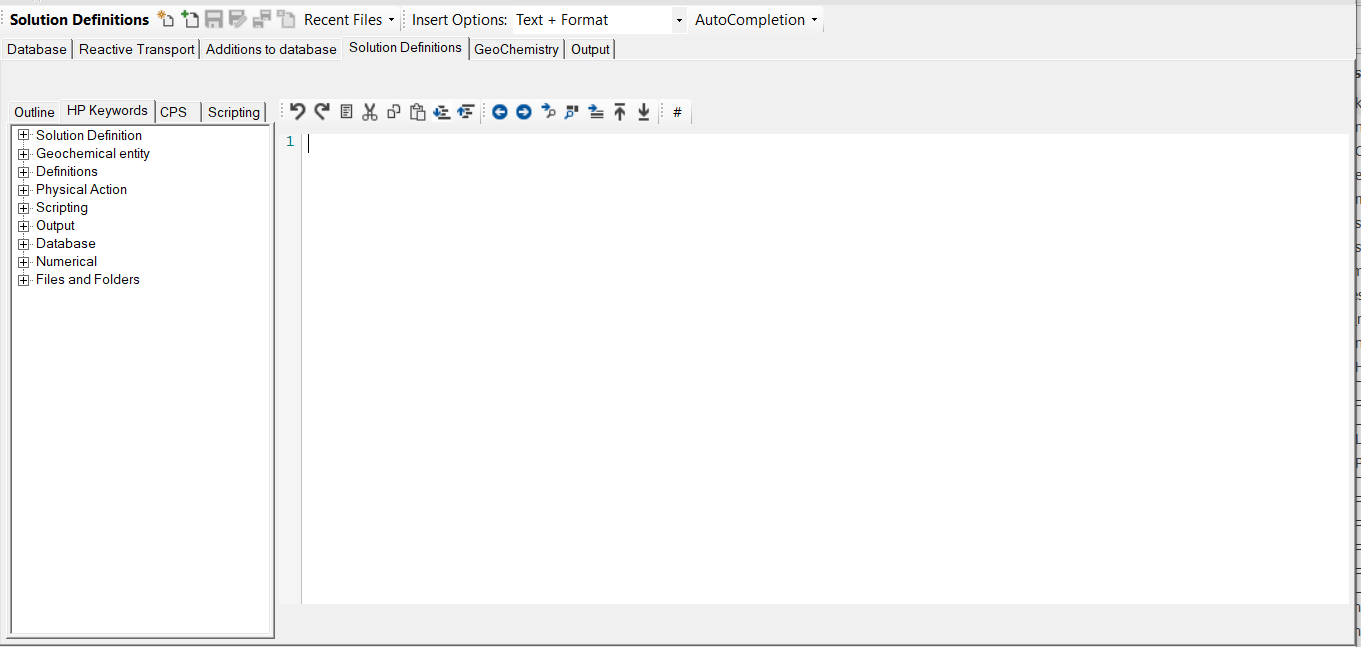 Solution Definitions Recent Files Insert Options: Text + Format AutoCompletion
Database Reactive Transport Additions to database Solution Definitions GeoChemistry Output
Outline HP Keywords CPS Scripting #
Solution Definition
Geochemical entity
Definitions
Physical Action
Scripting
Output
Database
Numerical
Files and Folders
1